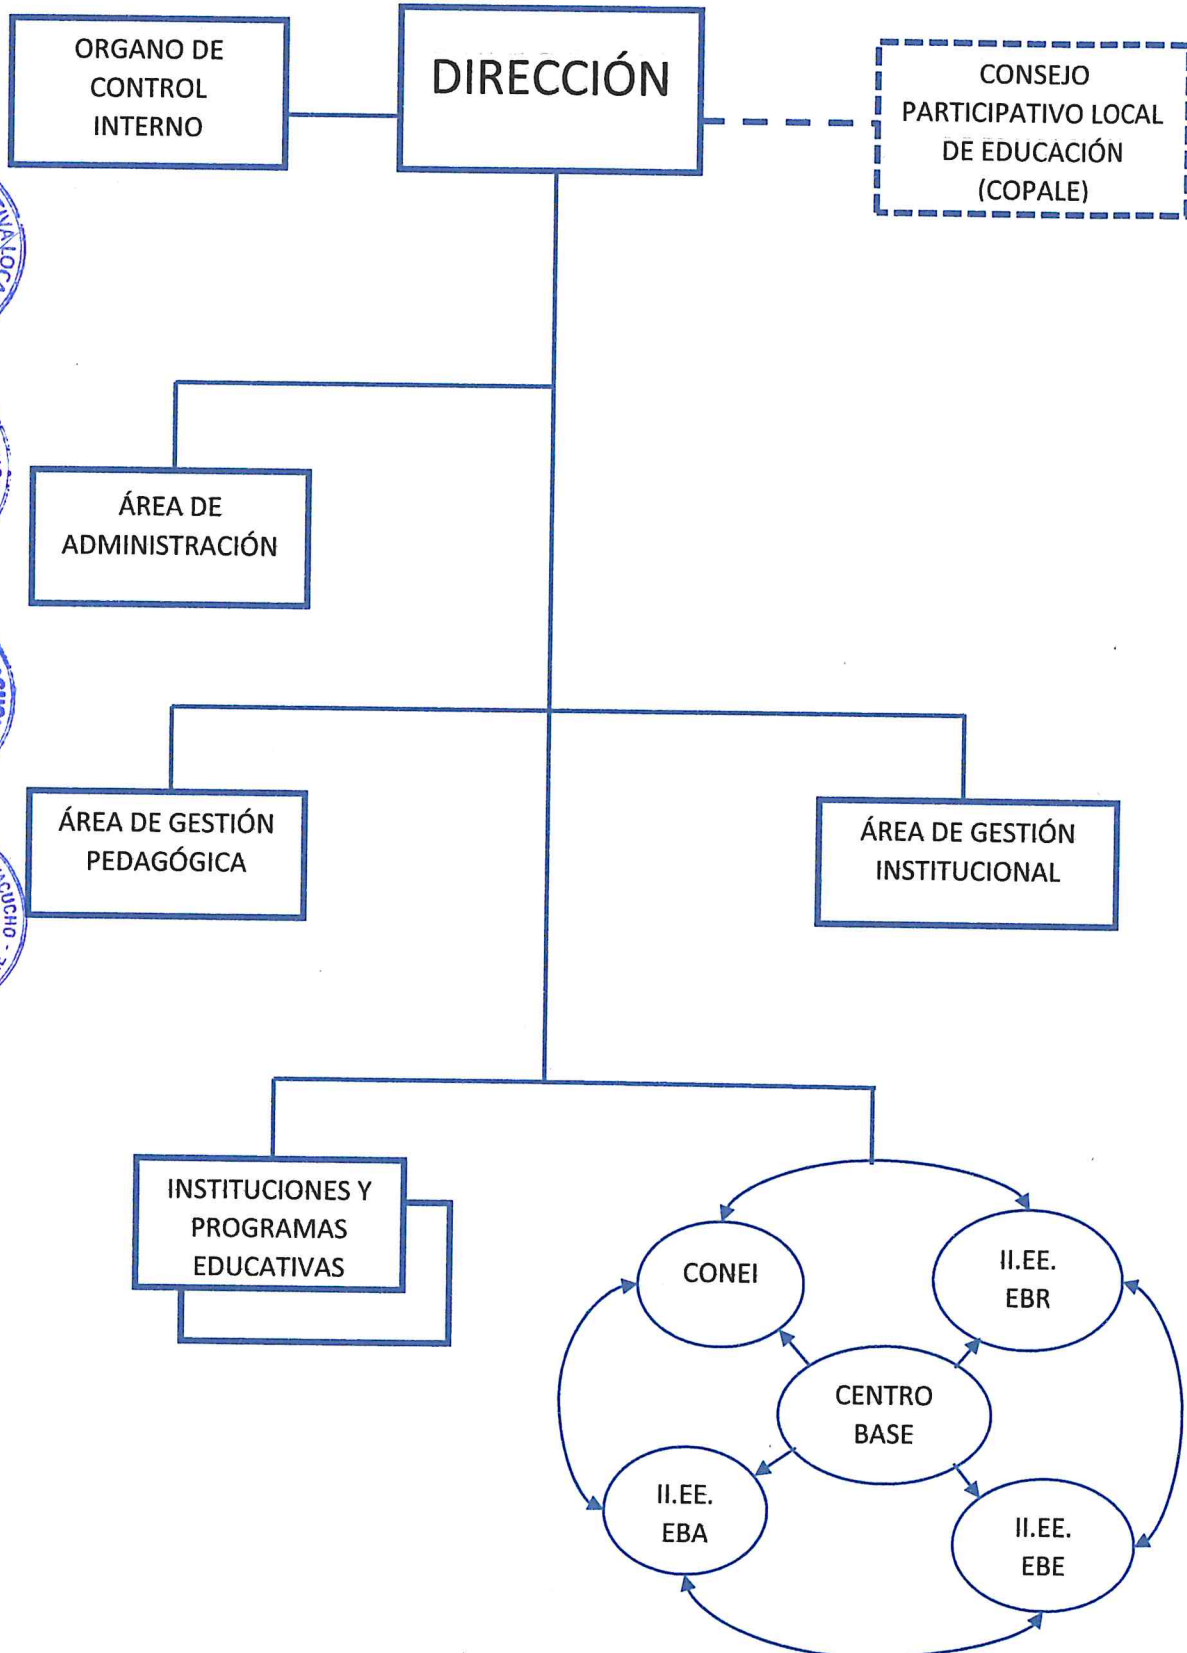 ORGANO DE
CONTROL
INTERNO
DIRECCIÓN
CONSEJO
PARTICIPATIVO LOCAL
DE EDUCACIÓN
(COPALE)
ÁREA DE
ADMINISTRACIÓN
ÁREA DE GESTIÓN
PEDAGÓGICA
ÁREA DE GESTIÓN
INSTITUCIONAL
INSTITUCIONES Y
PROGRAMAS
EDUCATIVAS
CONEI
II.EE.
EBR
CENTRO
BASE
II.EE.
EBA
II.EE.
EBE